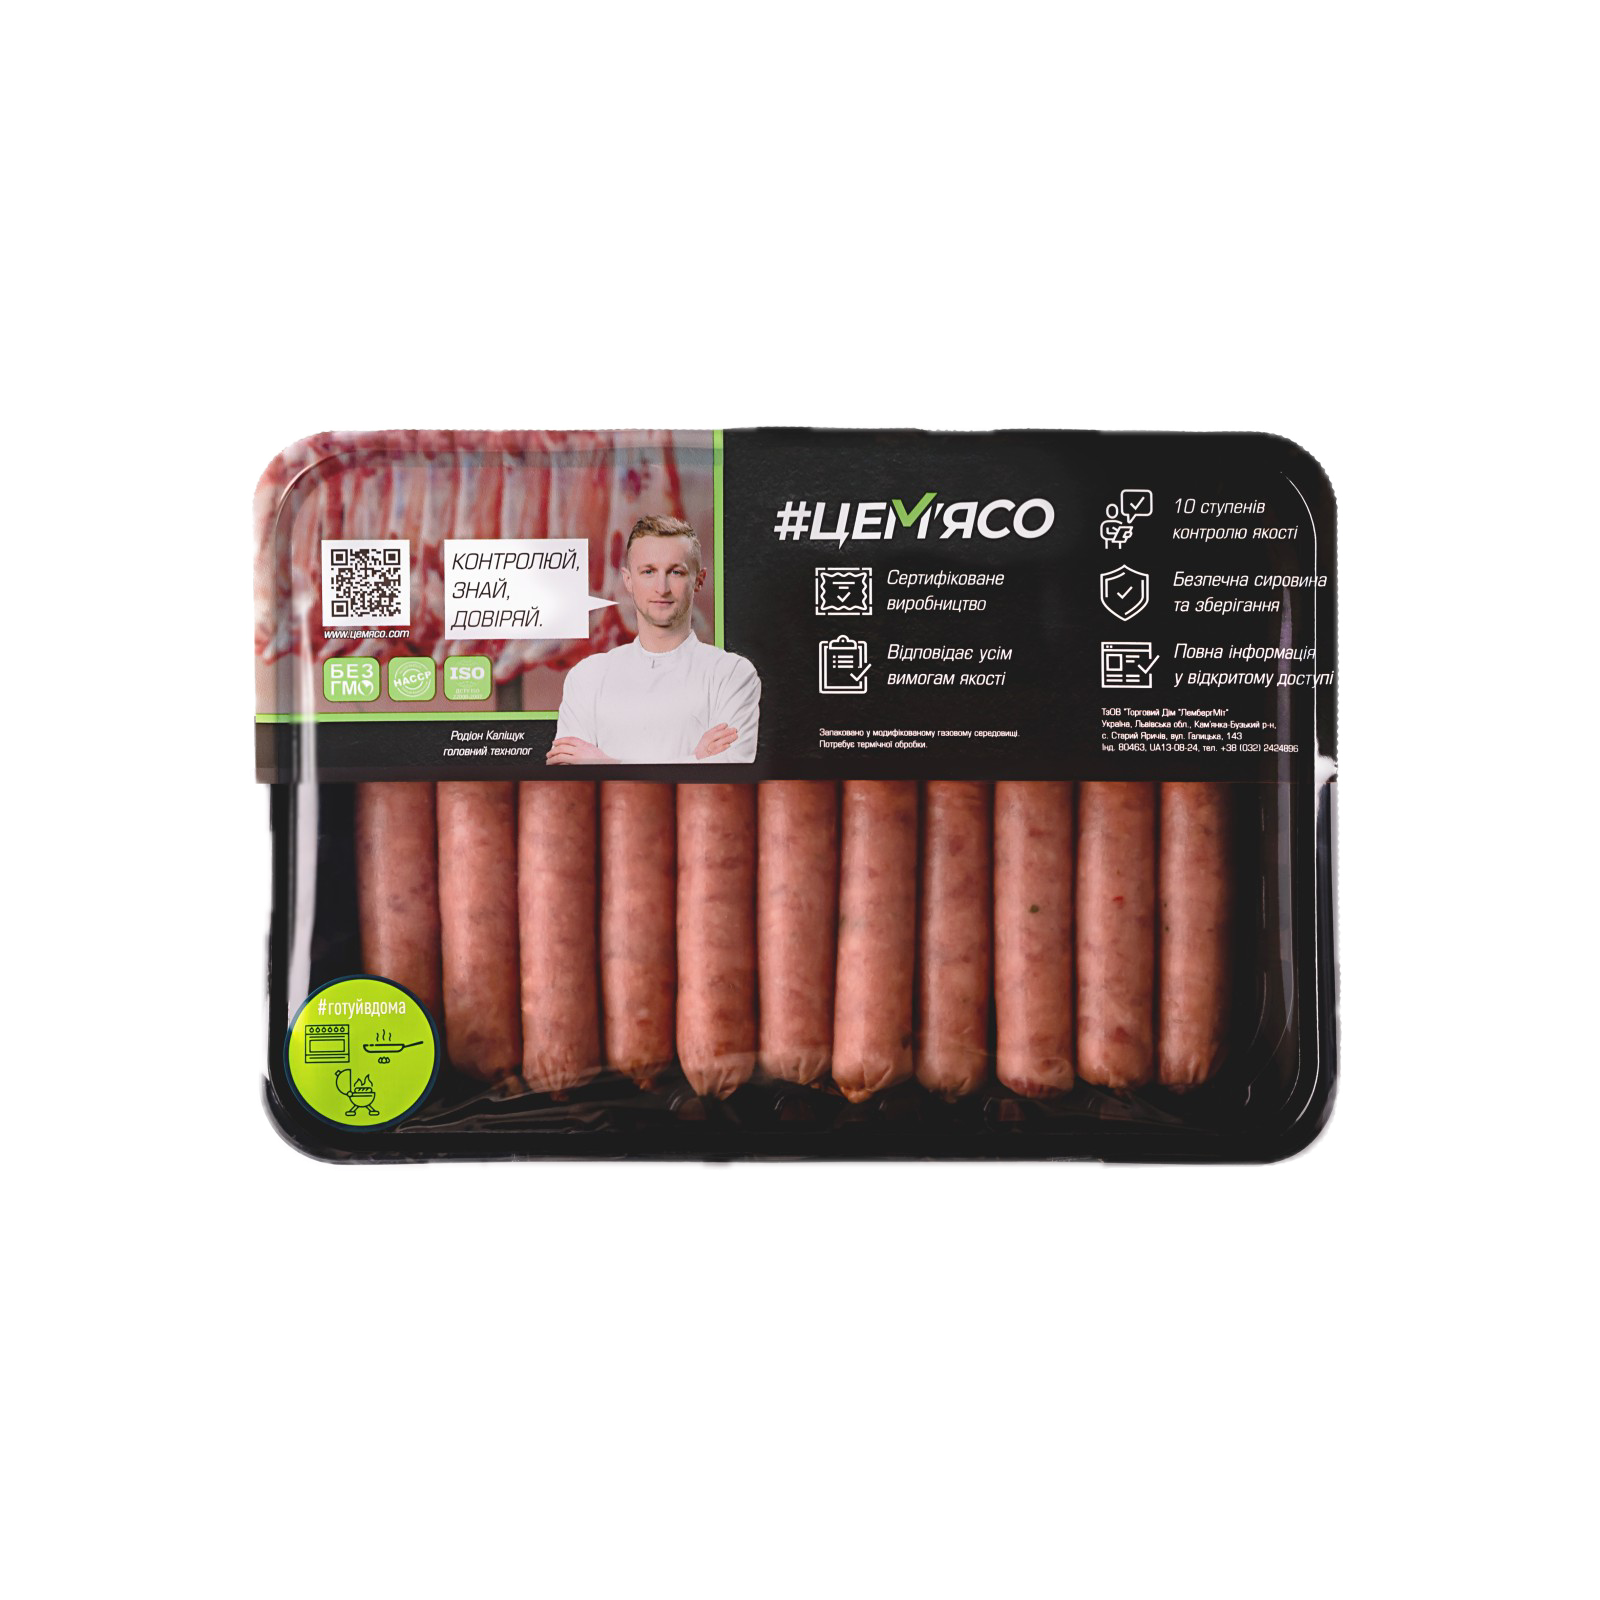 #ЦЕМ'ЯСО
КОНТРОЛЮЙ,
ЗНАЙ,
ДОВІРЯЙ.
www.цемясо.com
БЕЗ
ГМО
HACCP
ISO
Родіон Каліщук
головний технолог
Сертифіковане
виробництво
Відповідає усім
вимогам якості
Запаковано у модифікованому газовому середовищі.
Потребує термічної обробки.
10 ступенів
контролю якості
Безпечна сировина
та зберігання
Повна інформація
у відкритому доступі
ТзОВ "Торговий Дім "ЛембергМіт"
Україна, Львівська обл., Кам'янка-Бузький р-н,
с. Старий Яричів, вул. Галицька, 143
Інд. 80463, UA13-08-24, тел. +38 (032) 2424896
#готуйвдома